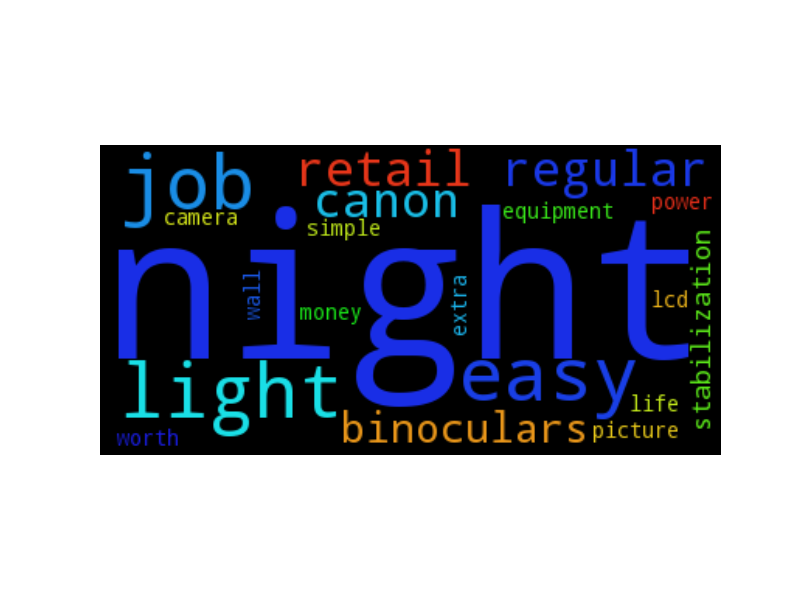 job
retail
regular
canon
power
camera
equipment
simple
night
wall
extra
money
lcd
stabilization
light
easy
life
binoculars
picture
worth